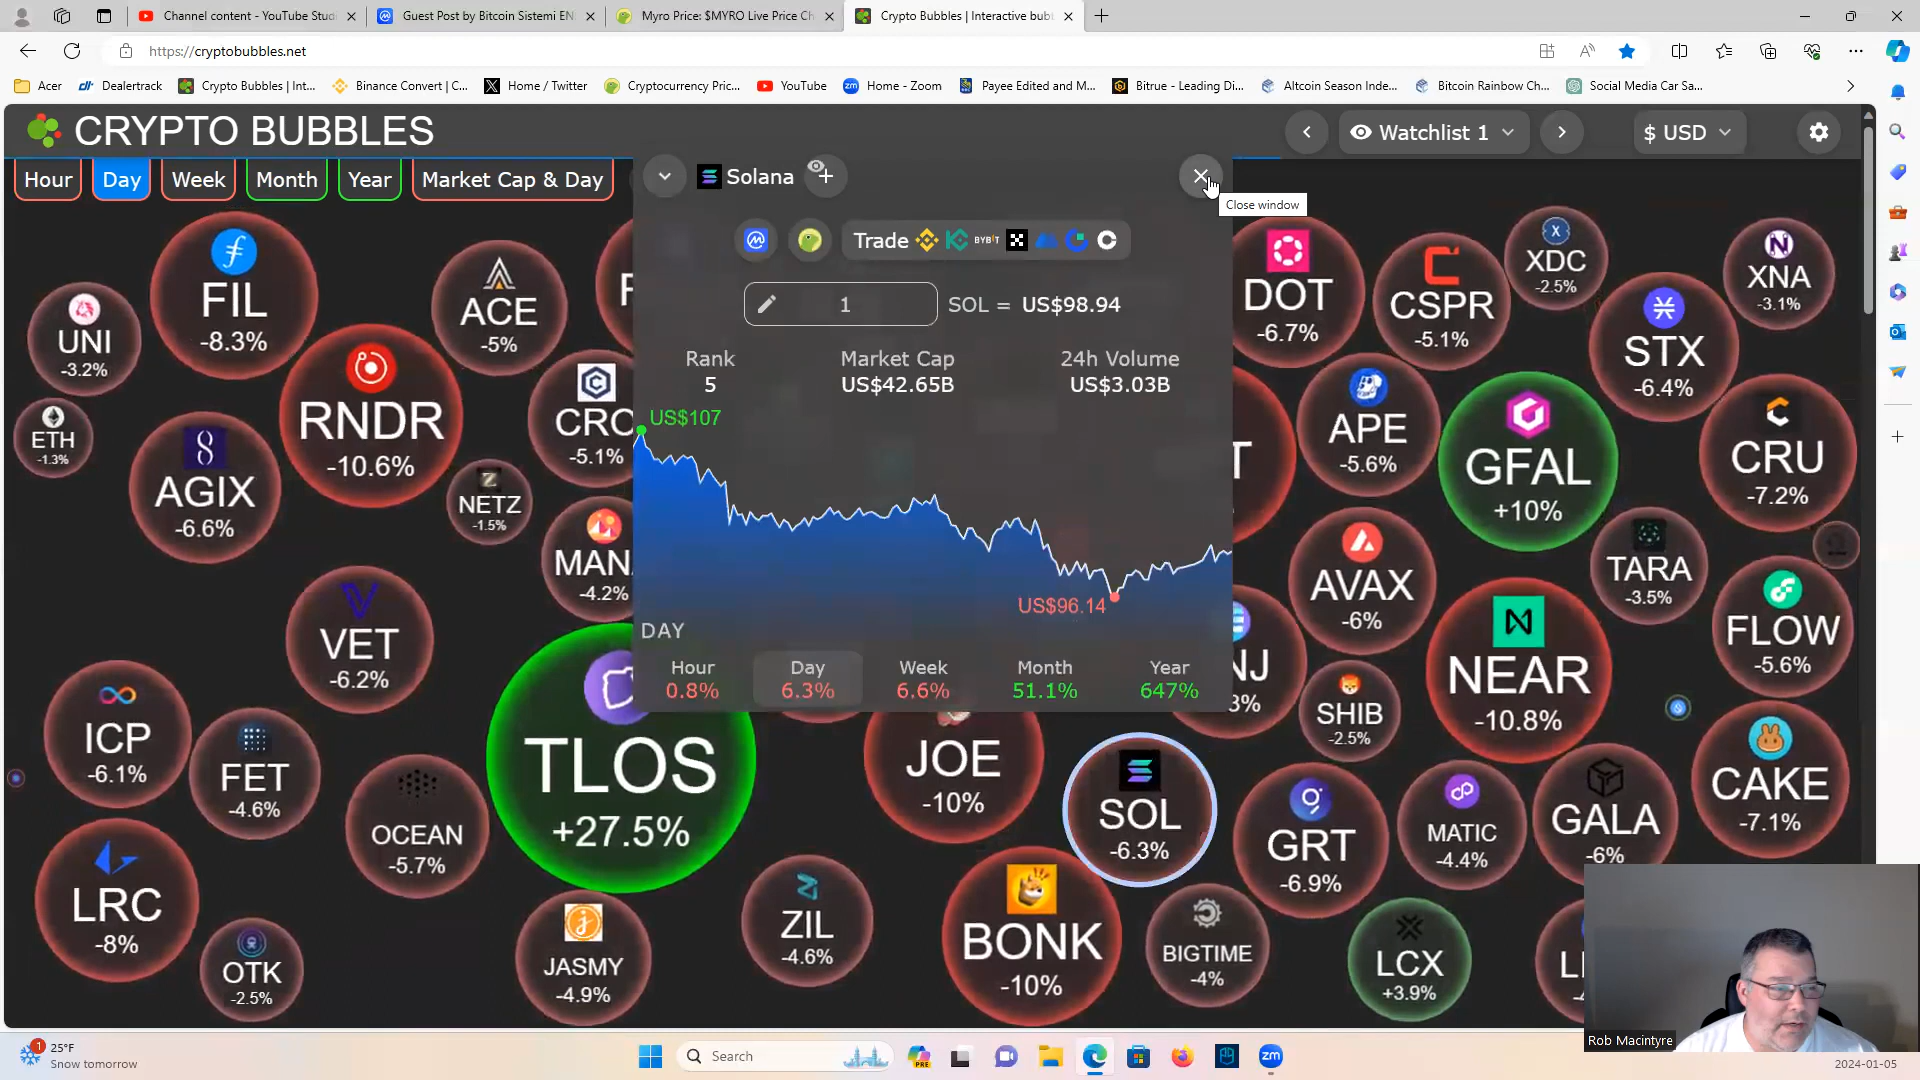 Channel content - YouTube Stud
Guest Post by Bitcoin Sistemi EN
Myro Price: $MYRO Live Price Ch
Crypto Bubbles | Interactive bub
https://cryptobubbles.net
Acer
Dealertrack
Crypto Bubbles | Int...
Binance Convert | C...
Home / Twitter
Cryptocurrency Pric...
YouTube
Home - Zoom
Payee Edited and M...
Bitrue - Leading Di...
Altcoin Season Inde...
Bitcoin Rainbow Ch...
Social Media Car Sa...
CRYPTO BUBBLES
Watchlist 1
$ USD
Hour
Day
Week
Month
Year
Market Cap & Day
Solana
Close window
Trade
BYBIT
1
SOL = US$98.94
Rank
5
Market Cap
US$42.65B
24h Volume
US$3.03B
US$107
US$96.14
DAY
Hour
0.8%
Day
6.3%
Week
6.6%
Month
51.1%
Year
647%
FIL
-8.3%
ACE
-5%
UNI
-3.2%
RNDR
-10.6%
CRO
-5.1%
ETH
-1.3%
AGIX
-6.6%
NETZ
-1.5%
MAN
-4.2%
VET
-6.2%
TLOS
+27.5%
ICP
-6.1%
FET
-4.6%
OCEAN
-5.7%
LRC
-8%
OTK
-2.5%
JASMY
-4.9%
ZIL
-4.6%
JOE
-10%
BONK
-10%
SOL
-6.3%
BIGTIME
-4%
DOT
-6.7%
CSPR
-5.1%
XDC
-2.5%
XNA
-3.1%
STX
-6.4%
APE
-5.6%
GFAL
+10%
CRU
-7.2%
T
AVAX
-6%
TARA
-3.5%
FLOW
-5.6%
NEAR
-10.8%
NJ
3%
SHIB
-2.5%
GRT
-6.9%
MATIC
-4.4%
GALA
-6%
CAKE
-7.1%
LCX
+3.9%
Rob Macintyre
1
25°F
Snow tomorrow
Search
PRE
zm
2024-01-05